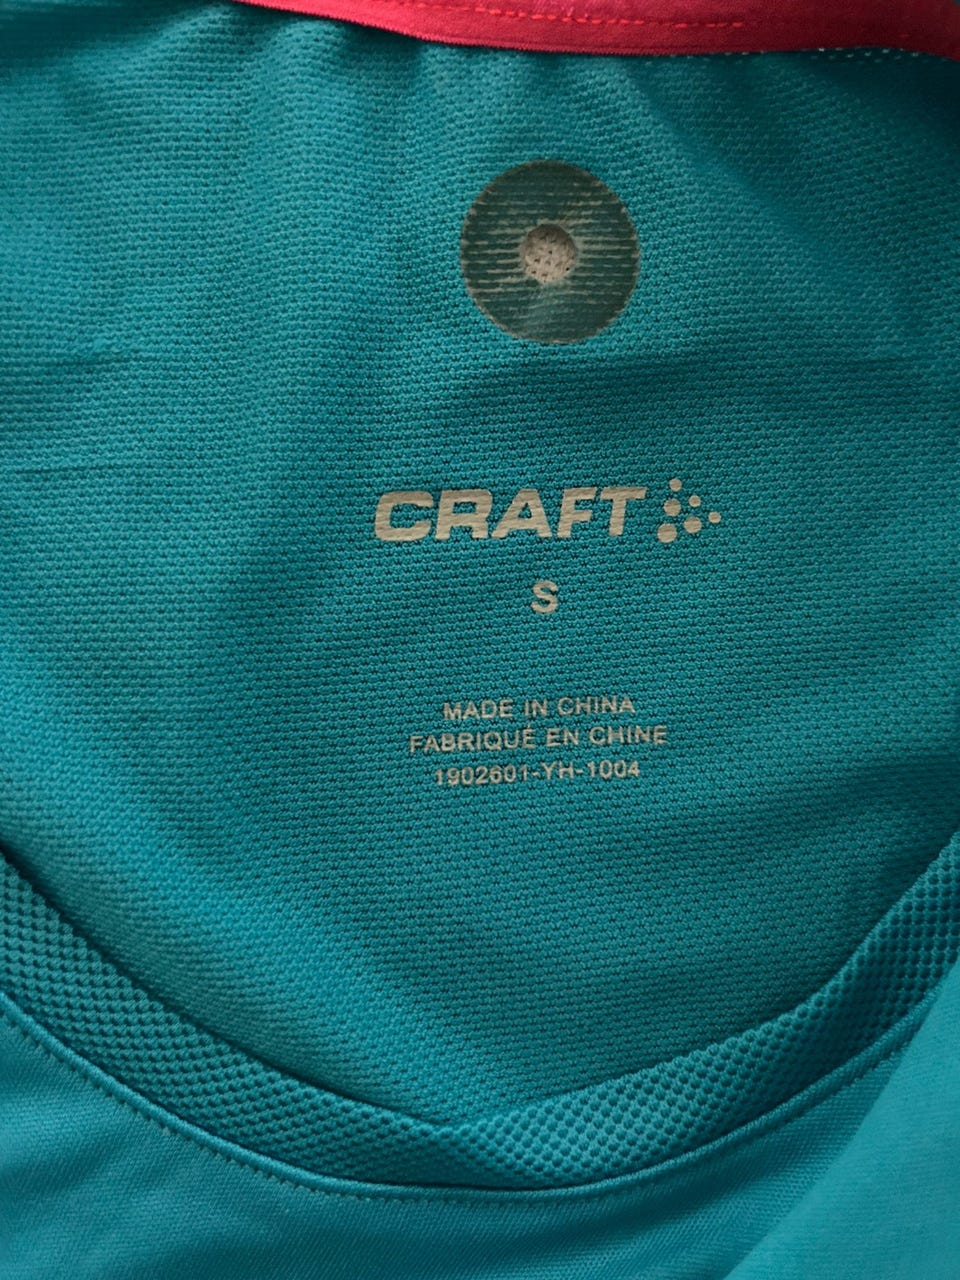 CRAFT
S
MADE IN CHINA
FABRIQUÉ EN CHINE
1902601-YH-1004